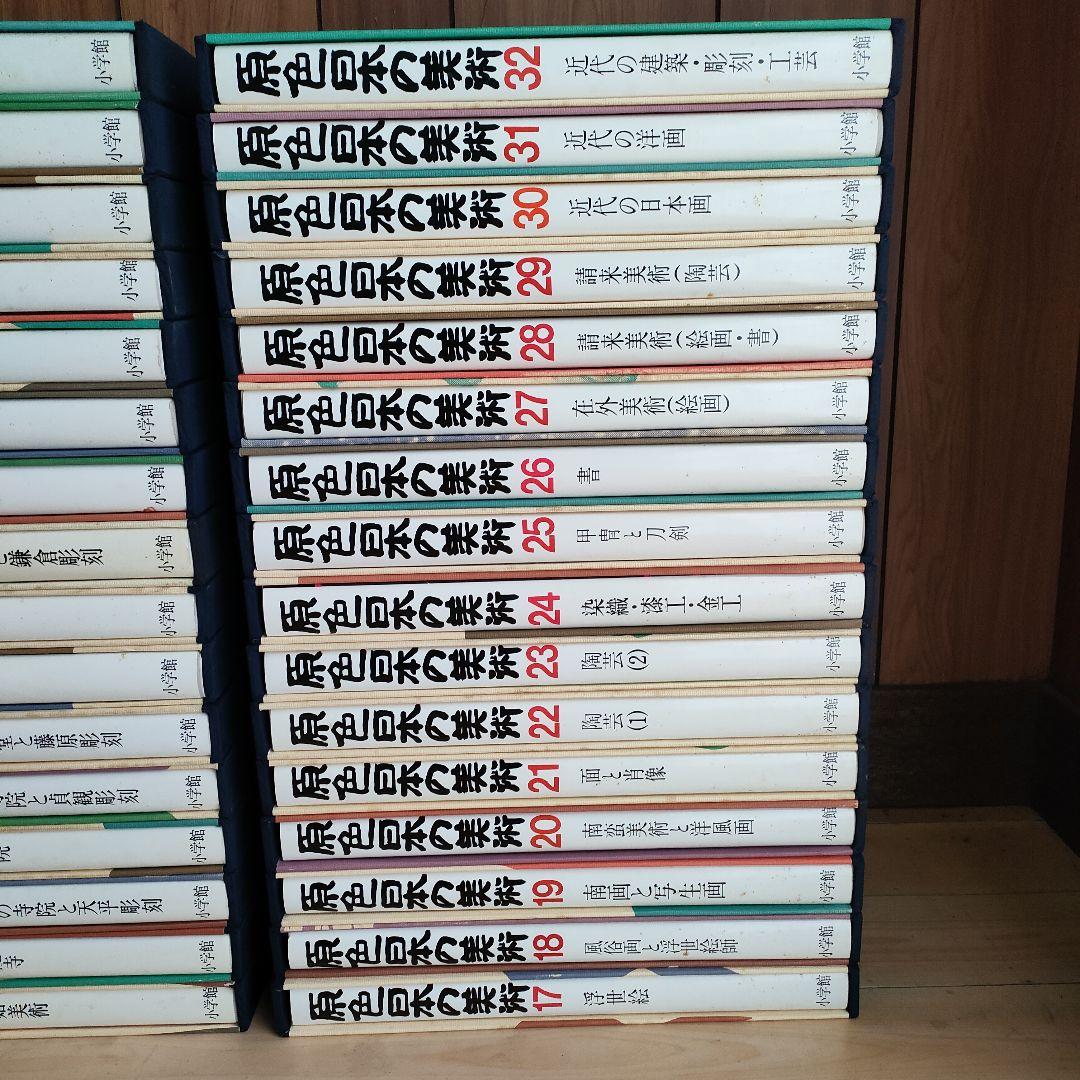 原色日本の美術 32 近代の建築・彫刻・工芸 小学館
原色日本の美術 31 近代の洋画 小学館
原色日本の美術 30 近代の日本画 小学館
原色日本の美術 29 請来美術(陶芸) 小学館
原色日本の美術 28 請来美術(絵画・書) 小学館
原色日本の美術 27 在外美術(絵画) 小学館
原色日本の美術 26 書 小学館
原色日本の美術 25 甲冑と刀剣 小学館
原色日本の美術 24 染織・漆工・金工 小学館
原色日本の美術 23 陶芸(2) 小学館
原色日本の美術 22 陶芸(1) 小学館
原色日本の美術 21 面と肖像 小学館
原色日本の美術 20 南蛮美術と洋風画 小学館
原色日本の美術 19 南画と写生画 小学館
原色日本の美術 18 風俗画と浮世絵師 小学館
原色日本の美術 17 浮世絵 小学館
小学館
小学館
小学館
小学館
小学館
小学館
小学館
と鎌倉彫刻 小学館
小学館
小学館
堂と藤原彫刻 小学館
寺院と貞観彫刻 小学館
院 小学館
の寺院と天平彫刻 小学館
寺 小学館
美術 小学館